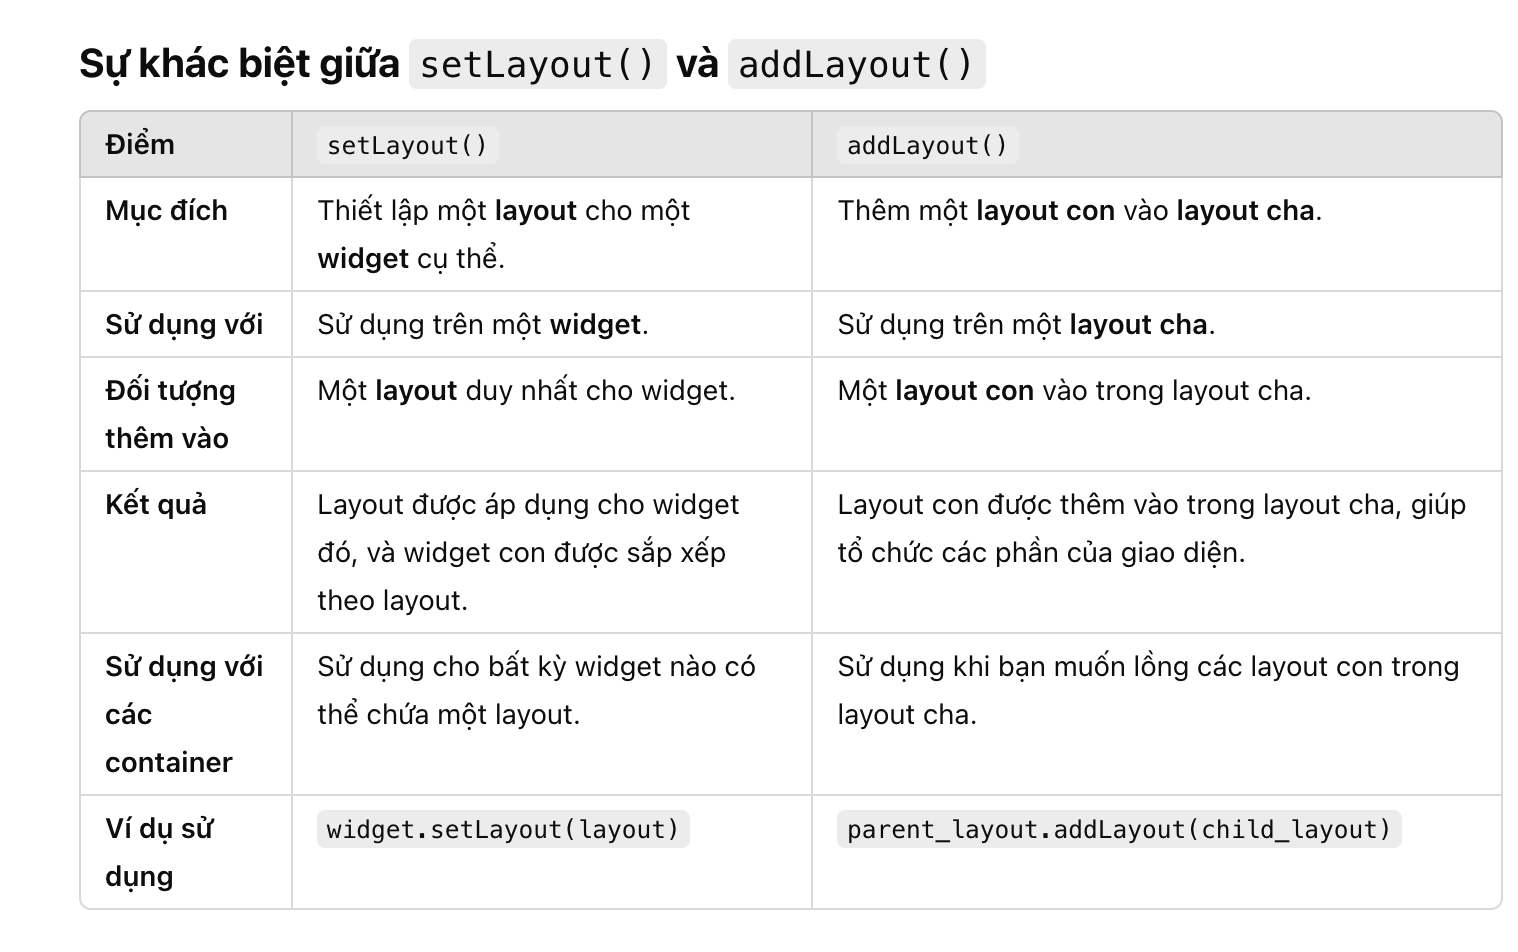 Sự khác biệt giữa setLayout() và addLayout()
Điểm
setLayout()
addLayout()
Mục đích
Thiết lập một layout cho một
widget cụ thể.
Thêm một layout con vào layout cha.
Sử dụng với
Sử dụng trên một widget.
Sử dụng trên một layout cha.
Đối tượng
thêm vào
Một layout duy nhất cho widget.
Một layout con vào trong layout cha.
Kết quả
Layout được áp dụng cho widget
đó, và widget con được sắp xếp
theo layout.
Layout con được thêm vào trong layout cha, giúp
tổ chức các phần của giao diện.
Sử dụng với
các
container
Sử dụng cho bất kỳ widget nào có
thể chứa một layout.
Sử dụng khi bạn muốn lồng các layout con trong
layout cha.
Ví dụ sử
dụng
widget.setLayout(layout)
parent_layout.addLayout(child_layout)